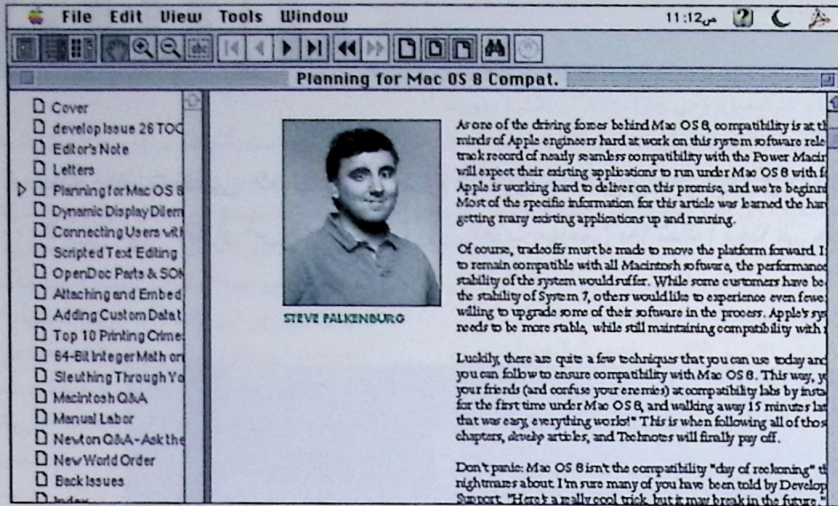 File Edit View Tools Window 11:12ص
abc
Planning for Mac OS 8 Compat.
Cover
develop Issue 26 TOC
Editor's Note
Letters
Planning for Mac OS 8
Dynamic Display Dilem
Connecting Users wit
Scripted Text Editing
OpenDoc Parts & SOM
Attaching and Embed
Adding Custom Data t
Top 10 Printing Crime
64-Bit Integer Math on
Sleuthing Through Yo
Macintosh Q&A
Manual Labor
Newton Q&A - Ask the
New World Order
Back Issues
Index
STEVE FALKENBURG
As one of the driving forces behind Mac OS 8, compatibility is at th
minds of Apple engineers hard at work on this system software rele
track record of nearly seamless compatibility with the Power Macin
will expect their existing applications to run under Mac OS 8 with f
Apple is working hard to deliver on this promise, and we're beginni
Most of the specific information for this article was learned the har
getting many existing applications up and running.
Of course, tradeoffs must be made to move the platform forward. I
to remain compatible with all Macintosh software, the performance
stability of the system would suffer. While some customers have be
the stability of System 7, others would like to experience even fewe
willing to upgrade some of their software in the process. Apple's sys
needs to be more stable, while still maintaining compatibility with
Luckily, there are quite a few techniques that you can use today and
you can follow to ensure compatibility with Mac OS 8. This way, y
your friends (and confuse your enemies) at compatibility labs by insta
for the first time under Mac OS 8, and walking away 15 minutes lat
that was easy, everything works!" This is when following all of thos
chapters, develop articles, and Technotes will finally pay off.
Don't panic: Mac OS 8 isn't the compatibility "day of reckoning" t
nightmares about. I'm sure many of you have been told by Develop
Support, "Here's a really cool trick, but it may break in the future,"